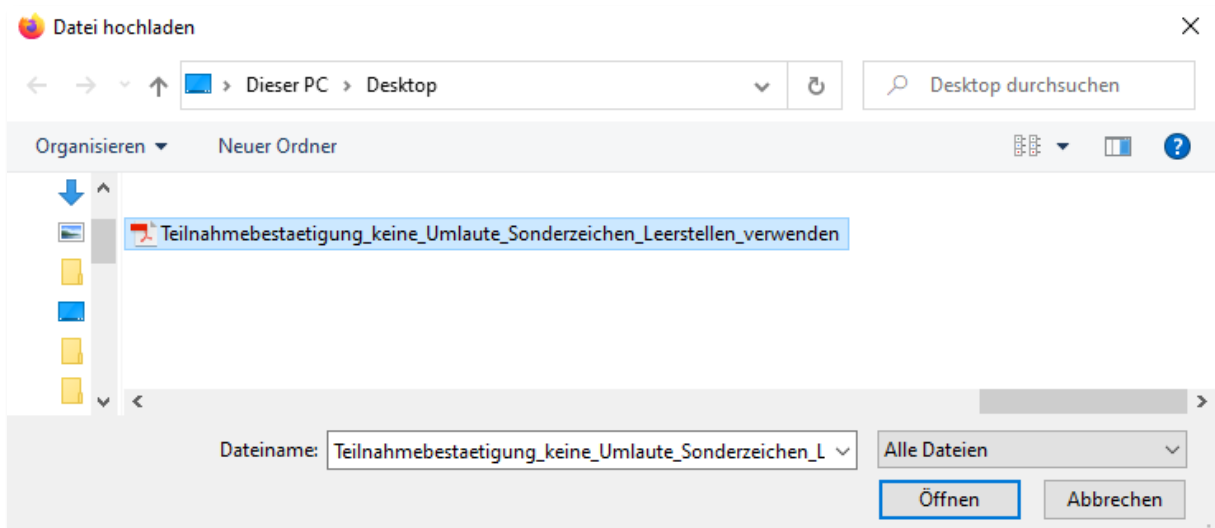 Datei hochladen
Dieser PC > Desktop
Desktop durchsuchen
Organisieren
Neuer Ordner
Teilnahmebestaetigung_keine_Umlaute_Sonderzeichen_Leerstellen_verwenden
Dateiname: Teilnahmebestaetigung_keine_Umlaute_Sonderzeichen_L
Alle Dateien
Öffnen
Abbrechen